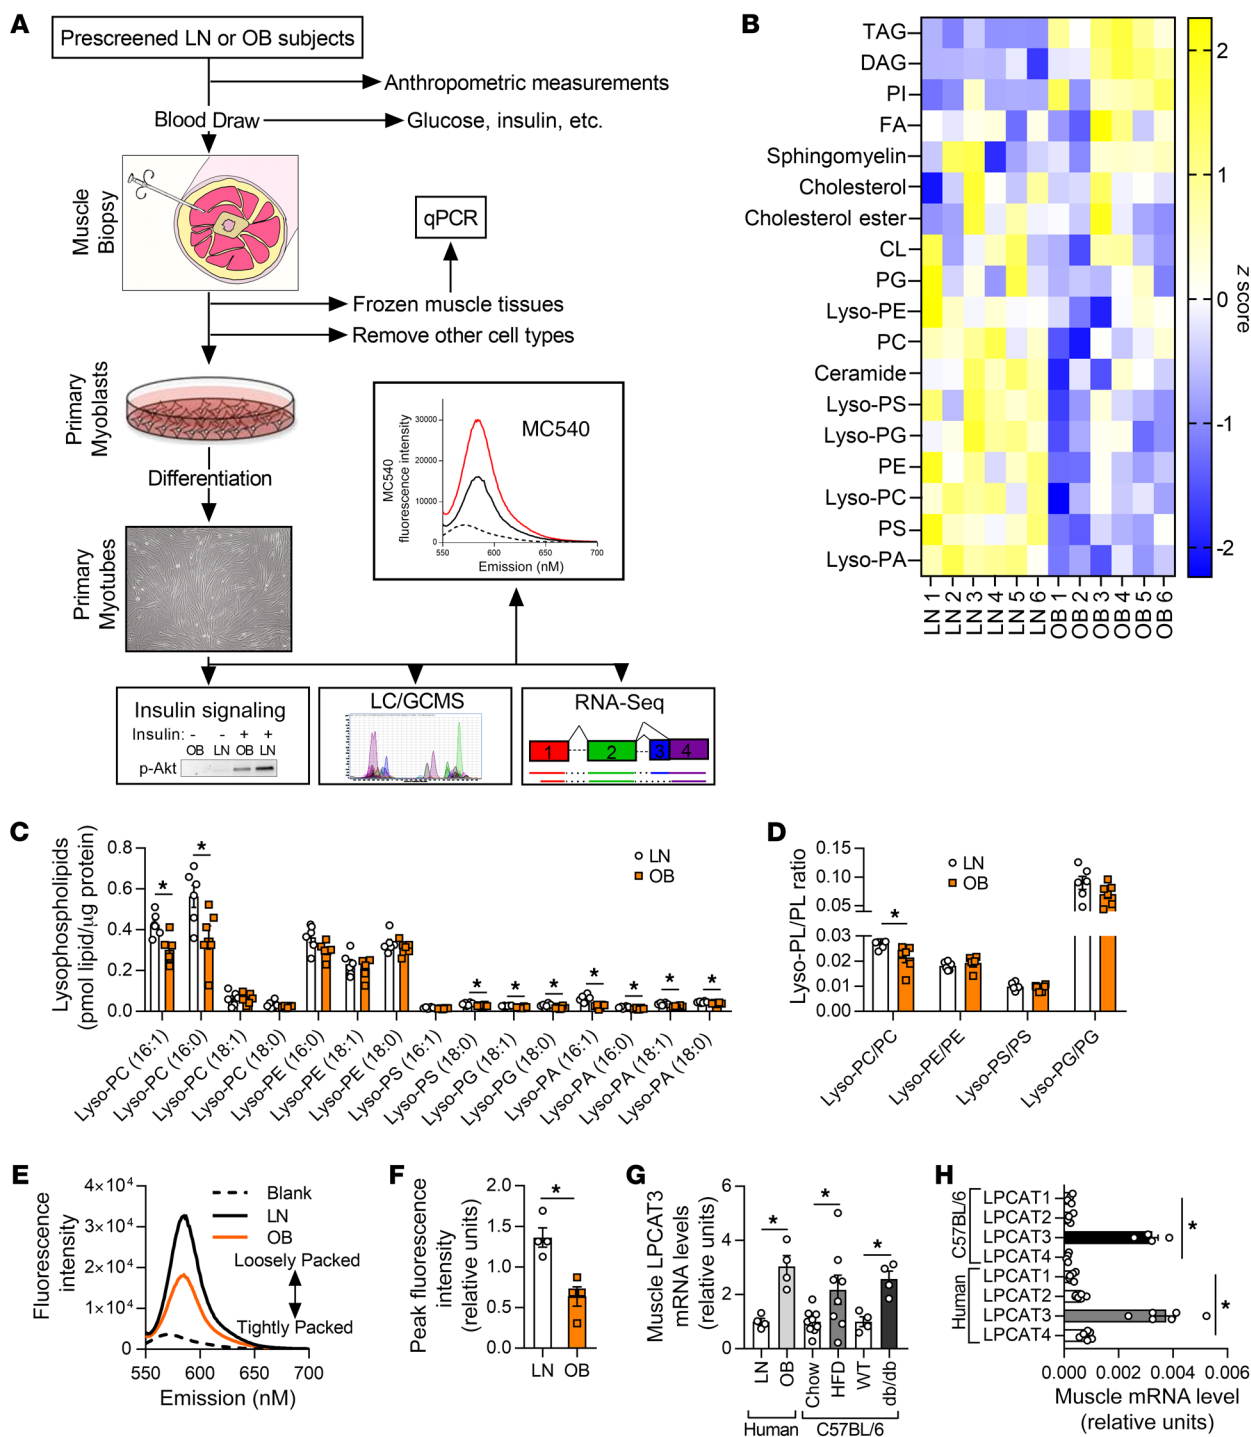 A
Prescreened LN or OB subjects
Anthropometric measurements
Blood Draw
Glucose, insulin, etc.
Muscle
Biopsy
qPCR
Frozen muscle tissues
Remove other cell types
Primary
Myoblasts
Differentiation
Primary
Myotubes
MC540
MC540
fluorescence intensity
30000
20000
10000
0
550
600
650
700
Emission (nM)
Insulin signaling
Insulin: - - + +
OB LN OB LN
p-Akt
LC/GCMS
RNA-Seq
1 2 3 4
B
TAG
DAG
PI
FA
Sphingomyelin
Cholesterol
Cholesterol ester
CL
PG
Lyso-PE
PC
Ceramide
Lyso-PS
Lyso-PG
PE
Lyso-PC
PS
Lyso-PA
LN 1
LN 2
LN 3
LN 4
LN 5
LN 6
OB 1
OB 2
OB 3
OB 4
OB 5
OB 6
2
1
0
-1
-2
z score
C
Lysophospholipids
(pmol lipid/µg protein)
0.8
0.6
0.4
0.2
0.0
LN
OB
* * * * * * * * *
Lyso-PC (16:1)
Lyso-PC (16:0)
Lyso-PC (18:1)
Lyso-PC (18:0)
Lyso-PE (16:0)
Lyso-PE (18:1)
Lyso-PE (18:0)
Lyso-PS (16:1)
Lyso-PS (18:0)
Lyso-PG (18:1)
Lyso-PG (18:0)
Lyso-PA (16:1)
Lyso-PA (16:0)
Lyso-PA (18:1)
Lyso-PA (18:0)
D
Lyso-PL/PL ratio
0.15
0.10
0.05
0.03
0.02
0.01
0.00
LN
OB
*
Lyso-PC/PC
Lyso-PE/PE
Lyso-PS/PS
Lyso-PG/PG
E
Fluorescence
intensity
4×10⁴
3×10⁴
2×10⁴
1×10⁴
0
Blank
LN
OB
Loosely Packed
Tightly Packed
550
600
650
700
Emission (nM)
F
Peak fluorescence
intensity
(relative units)
2.0
1.5
1.0
0.5
0.0
*
LN
OB
G
Muscle LPCAT3
mRNA levels
(relative units)
6
4
2
0
* * *
LN
OB
Chow
HFD
WT
db/db
Human
C57BL/6
H
C57BL/6
LPCAT1
LPCAT2
LPCAT3
LPCAT4
*
Human
LPCAT1
LPCAT2
LPCAT3
LPCAT4
*
0.000
0.002
0.004
0.006
Muscle mRNA level
(relative units)